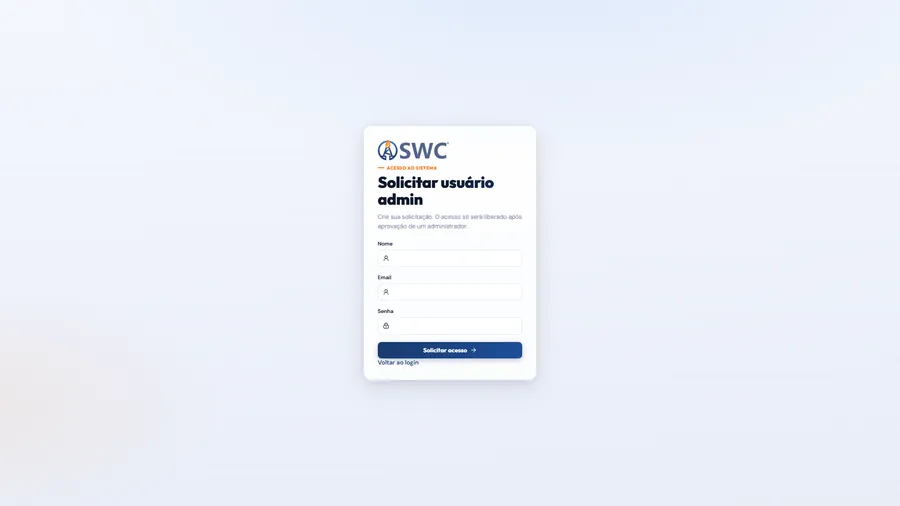 SWC
ACESSO AO SISTEMA
Solicitar usuário
admin
Crie sua solicitação. O acesso só será liberado após
aprovação de um administrador.
Nome
Email
Senha
Solicitar acesso →
Voltar ao login